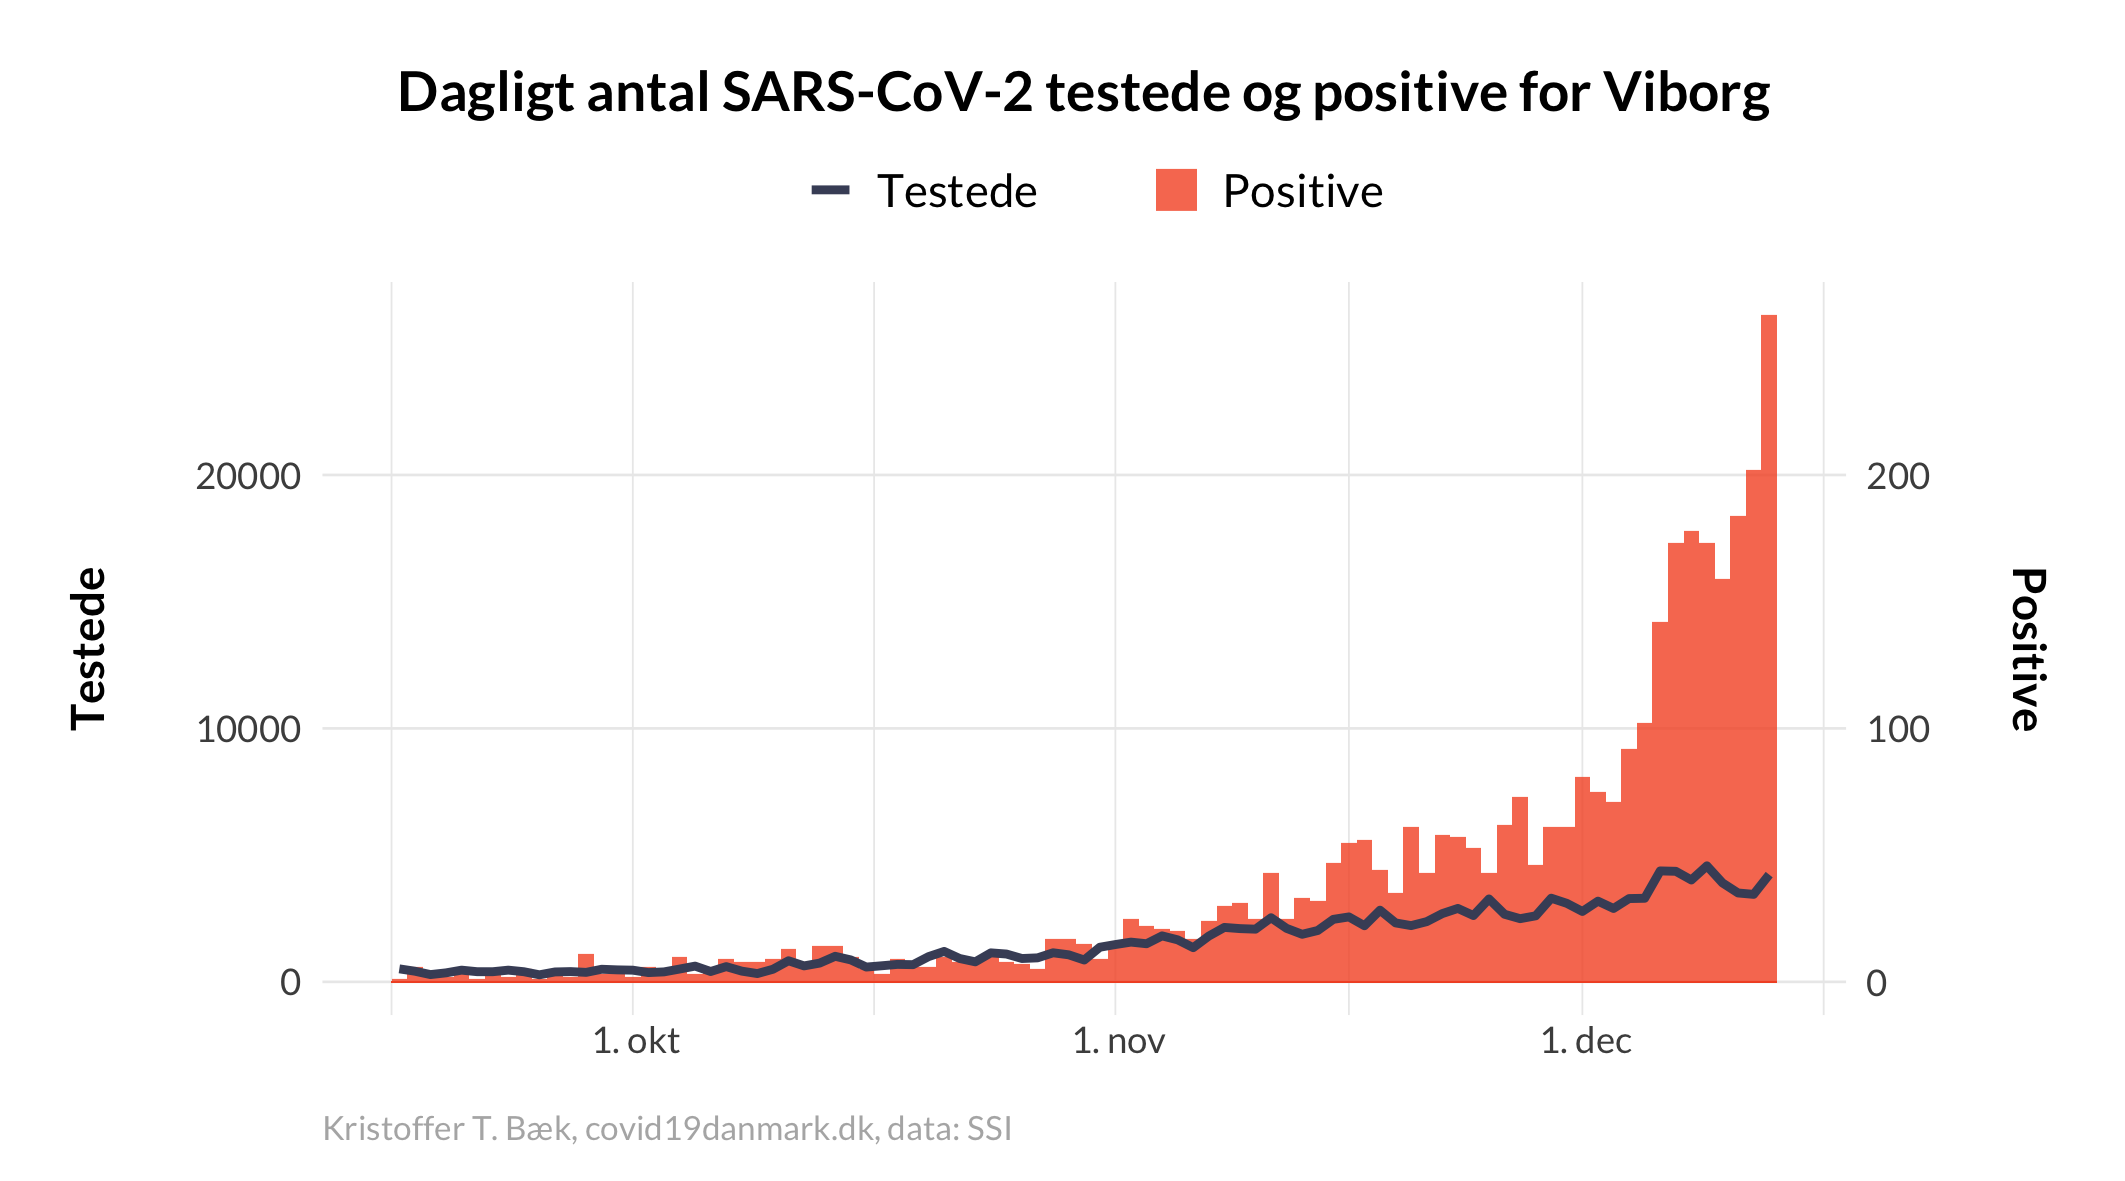 Dagligt antal SARS-CoV-2 testede og positive for Viborg
Testede
Positive
20000
10000
0
Testede
200
100
0
Positive
1. okt
1. nov
1. dec
Kristoffer T. Bæk, covid19danmark.dk, data: SSI